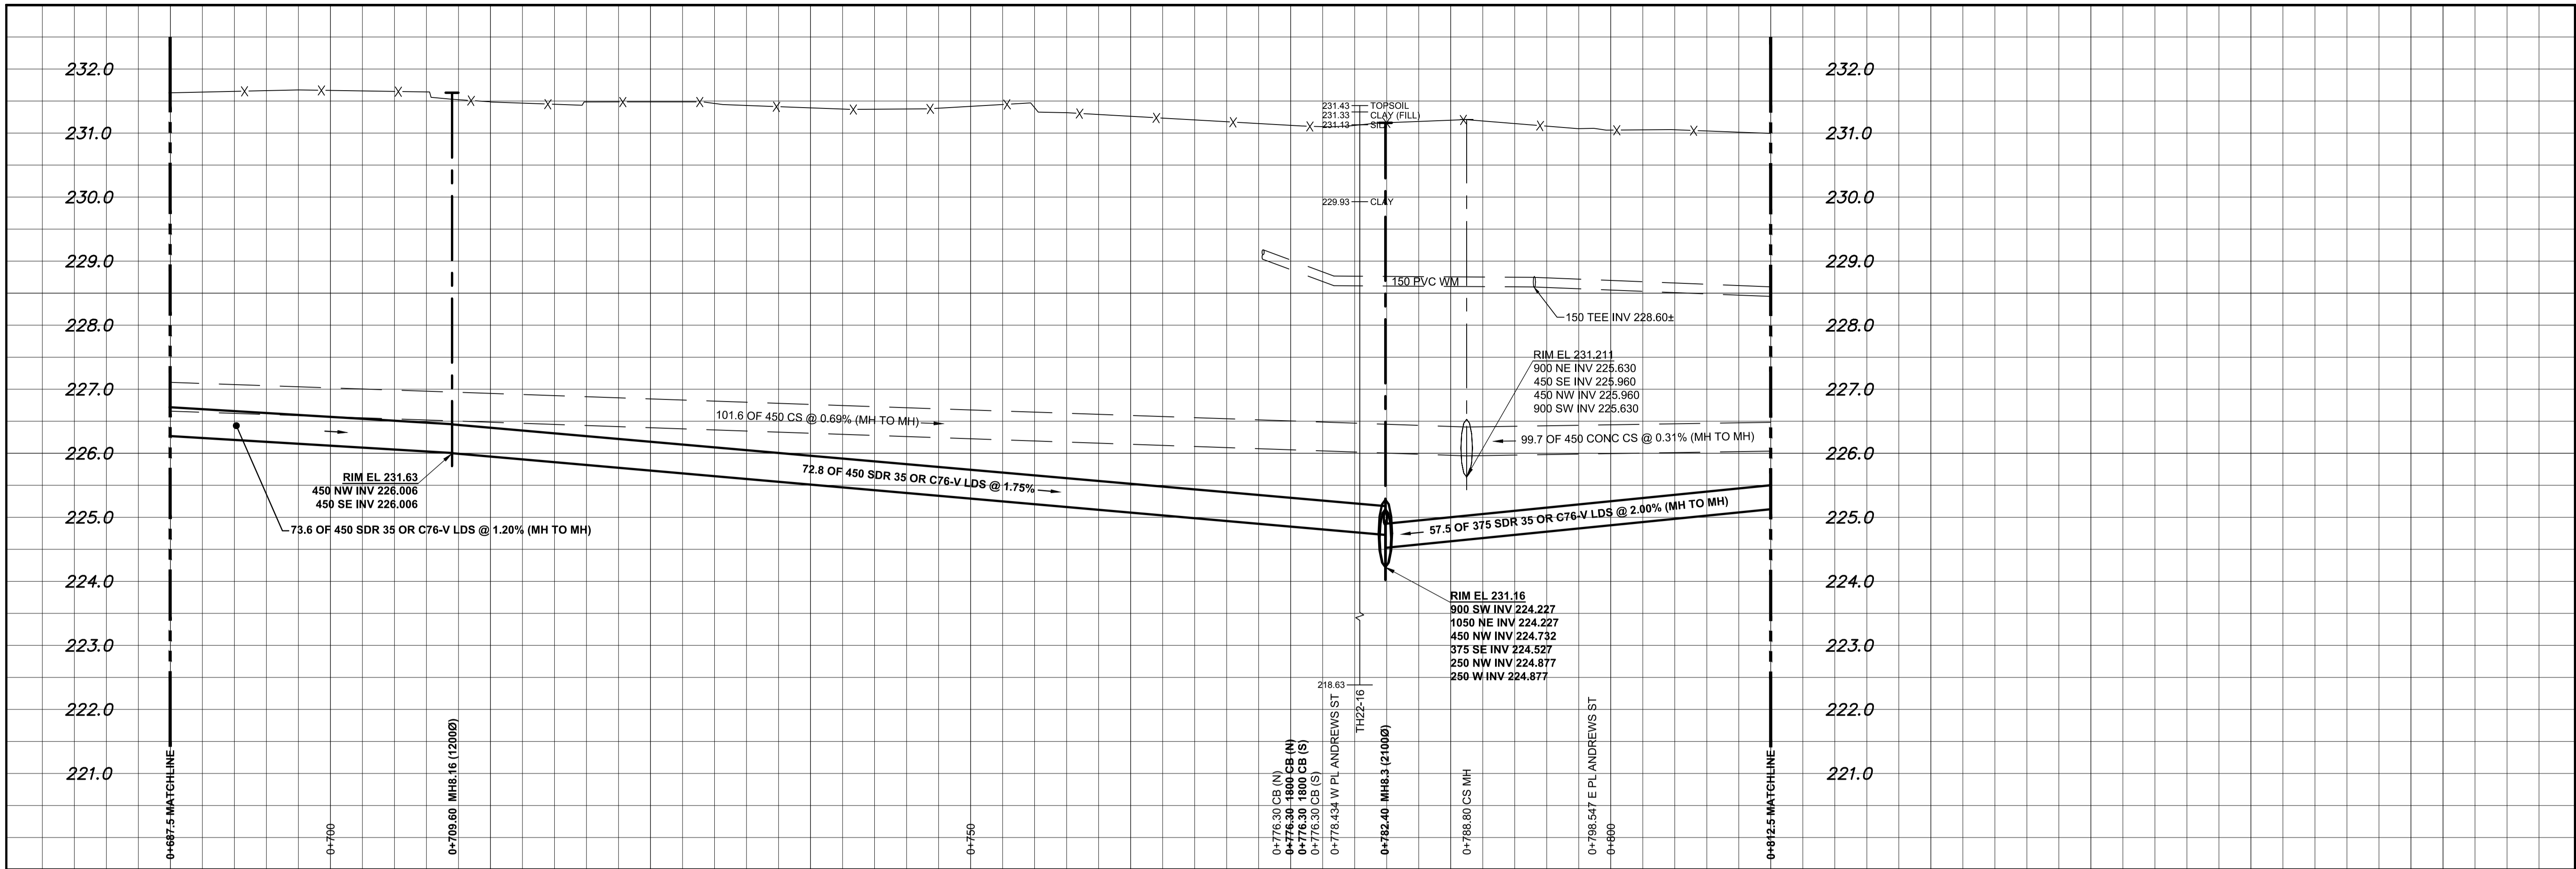 232.0
231.0
230.0
229.0
228.0
227.0
226.0
225.0
224.0
223.0
222.0
221.0
231.43 TOPSOIL
231.33 CLAY (FILL)
231.13 SILT
229.93 CLAY
150 PVC WM
150 TEE INV 228.60±
RIM EL 231.211
900 NE INV 225.630
450 SE INV 225.960
450 NW INV 225.960
900 SW INV 225.630
101.6 OF 450 CS @ 0.69% (MH TO MH)
99.7 OF 450 CONC CS @ 0.31% (MH TO MH)
72.8 OF 450 SDR 35 OR C76-V LDS @ 1.75%
RIM EL 231.63
450 NW INV 226.006
450 SE INV 226.006
73.6 OF 450 SDR 35 OR C76-V LDS @ 1.20% (MH TO MH)
57.5 OF 375 SDR 35 OR C76-V LDS @ 2.00% (MH TO MH)
RIM EL 231.16
900 SW INV 224.227
1050 NE INV 224.227
450 NW INV 224.732
375 SE INV 224.527
250 NW INV 224.877
250 W INV 224.877
218.63
0+687.5 MATCHLINE
0+700
0+709.60 MH8.16 (1200Ø)
0+750
0+776.30 CB (N)
0+776.30 1800 CB (N)
0+776.30 1800 CB (S)
0+776.30 CB (S)
0+778.434 W PL ANDREWS ST
TH22-16
0+782.40 MH8.3 (2100Ø)
0+788.80 CS MH
0+798.547 E PL ANDREWS ST
0+800
0+812.5 MATCHLINE
232.0
231.0
230.0
229.0
228.0
227.0
226.0
225.0
224.0
223.0
222.0
221.0